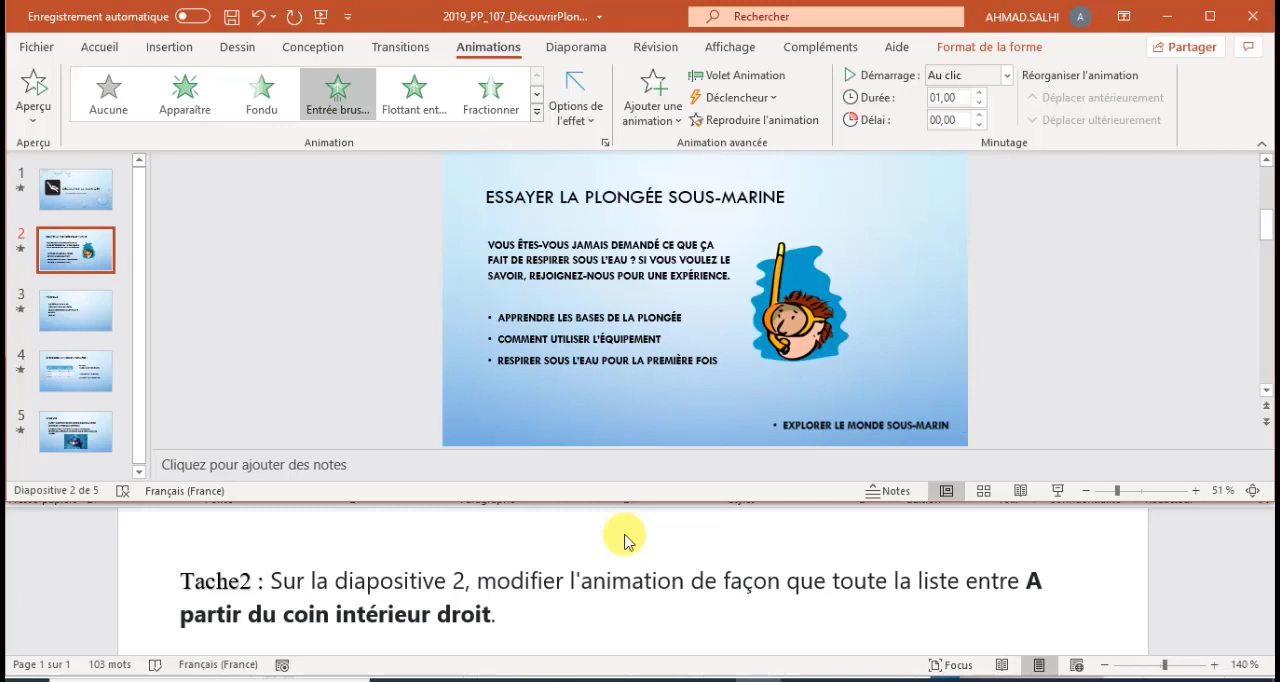 Enregistrement automatique
2019_PP_107_DécouvrirPlon...
Rechercher
AHMAD.SALHI
A
Fichier Accueil Insertion Dessin Conception Transitions Animations Diaporama Révision Affichage Compléments Aide Format de la forme
Partager
Aperçu
Aucune Apparaître Fondu Entrée brus... Flottant ent... Fractionner
Options de l'effet
Ajouter une animation
Volet Animation
Déclencheur
Reproduire l'animation
Démarrage : Au clic
Durée : 01,00
Délai : 00,00
Réorganiser l'animation
Déplacer antérieurement
Déplacer ultérieurement
Aperçu Animation Animation avancée Minutage
1
2
3
4
5
ESSAYER LA PLONGÉE SOUS-MARINE
VOUS ÊTES-VOUS JAMAIS DEMANDÉ CE QUE ÇA
FAIT DE RESPIRER SOUS L'EAU ? SI VOUS VOULEZ LE
SAVOIR, REJOIGNEZ-NOUS POUR UNE EXPÉRIENCE.
• APPRENDRE LES BASES DE LA PLONGÉE
• COMMENT UTILISER L'ÉQUIPEMENT
• RESPIRER SOUS L'EAU POUR LA PREMIÈRE FOIS
• EXPLORER LE MONDE SOUS-MARIN
Cliquez pour ajouter des notes
Diapositive 2 de 5 Français (France) Notes 51 %
Tache2 : Sur la diapositive 2, modifier l'animation de façon que toute la liste entre A
partir du coin intérieur droit.
Page 1 sur 1 103 mots Français (France) Focus 140 %